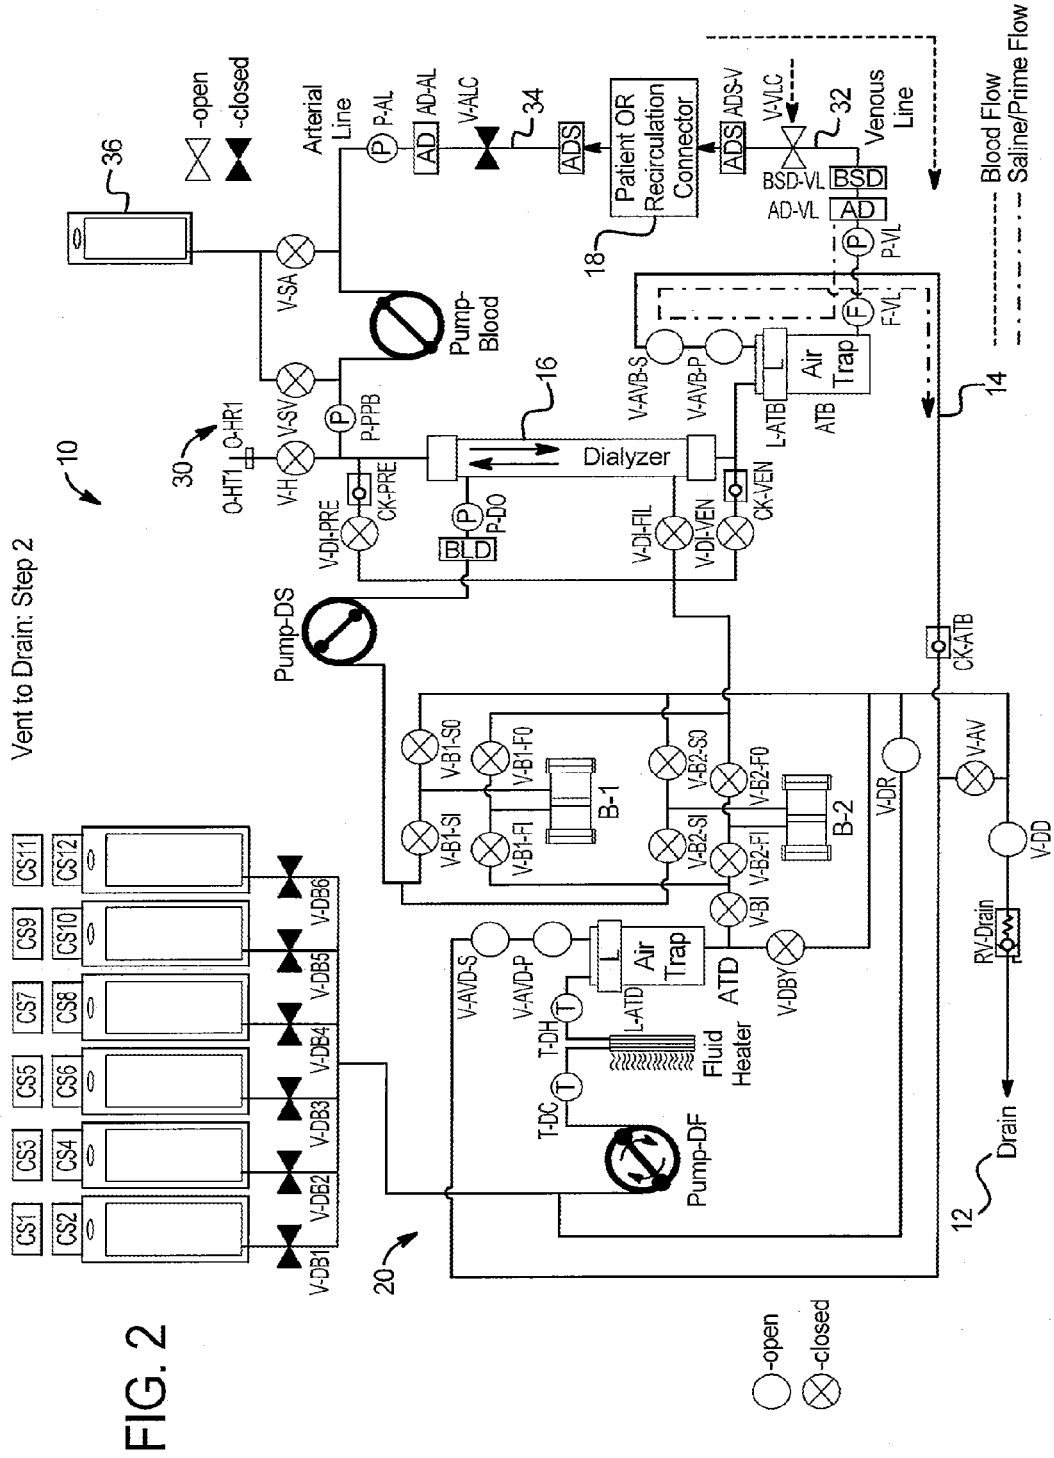 FIG. 2
Vent to Drain: Step 2
CS1
CS2
CS3
CS4
CS5
CS6
CS7
CS8
CS9
CS10
CS11
CS12
V-DB1
V-DB2
V-DB3
V-DB4
V-DB5
V-DB6
10
20
30
36
-open
-closed
Pump-DS
O-HT1
O-HR1
V-H
V-SV
V-SA
P
P-PPB
Pump-
Blood
Arterial
Line
P
P-AL
AD
AD-AL
V-ALC
34
ADS
V-DI-PRE
CK-PRE
BLD
P
P-DO
16
Dialyzer
V-DI-FIL
V-DI-VEN
CK-VEN
18
Patient OR
Recirculation
Connector
ADS
ADS-V
V-VLC
32
Venous
Line
BSD-VL
BSD
AD-VL
AD
P
P-VL
F
F-VL
V-AVB-S
V-AVB-P
L
L-ATB
Air
Trap
ATB
14
CK-ATB
V-B1-SI
V-B1-S0
V-B1-FI
V-B1-F0
B-1
V-B2-SI
V-B2-S0
V-B2-FI
V-B2-F0
B-2
V-BI
V-AVD-S
V-AVD-P
L
L-ATD
Air
Trap
ATD
V-DBY
T
T-DH
Fluid
Heater
T
T-DC
Pump-DF
V-DR
V-AV
V-DD
RV-Drain
Drain
12
-open
-closed
Blood Flow
Saline/Prime Flow